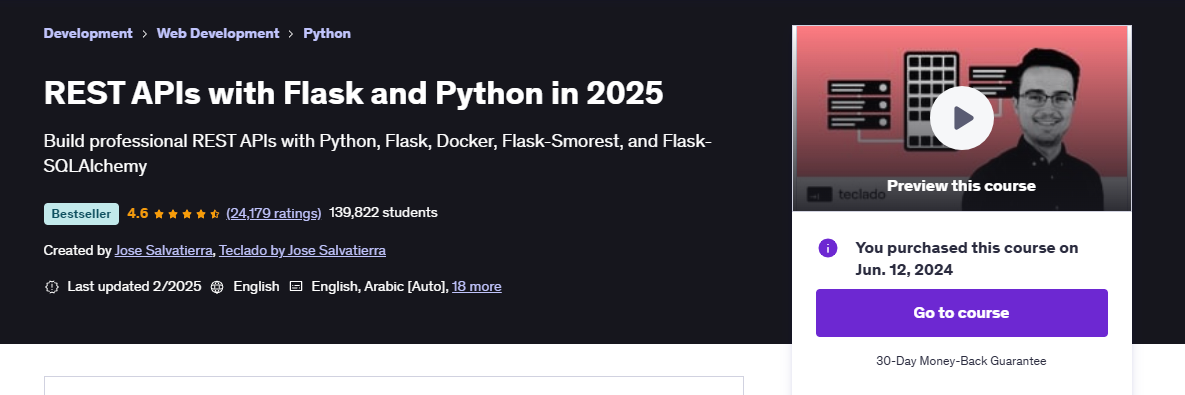 Development > Web Development > Python
REST APIs with Flask and Python in 2025
Build professional REST APIs with Python, Flask, Docker, Flask-Smorest, and Flask-
SQLAlchemy
Bestseller 4.6 (24,179 ratings) 139,822 students
Created by Jose Salvatierra, Teclado by Jose Salvatierra
Last updated 2/2025 English English, Arabic [Auto], 18 more
teclado
Preview this course
You purchased this course on
Jun. 12, 2024
Go to course
30-Day Money-Back Guarantee